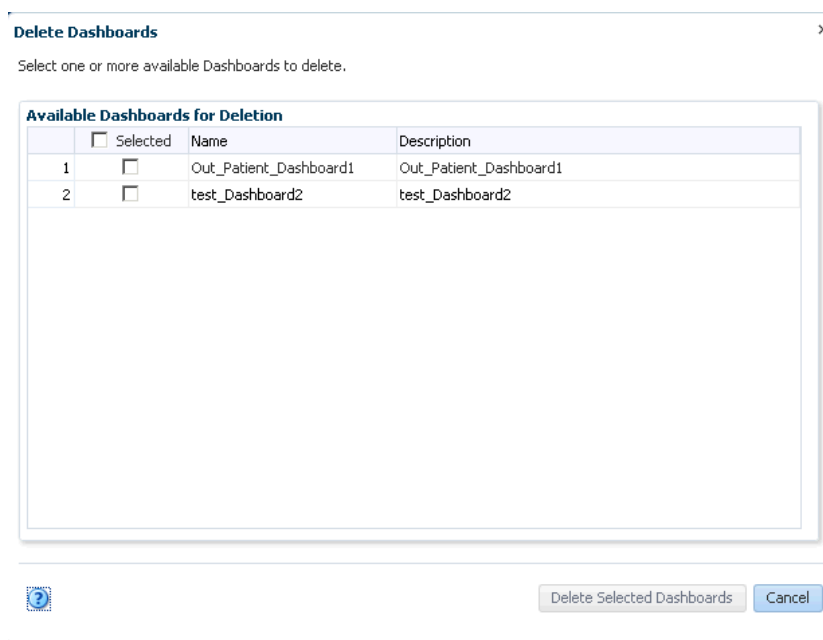 Delete Dashboards
Select one or more available Dashboards to delete.
Available Dashboards for Deletion
Selected Name Description
1 Out_Patient_Dashboard1 Out_Patient_Dashboard1
2 test_Dashboard2 test_Dashboard2
? Delete Selected Dashboards Cancel